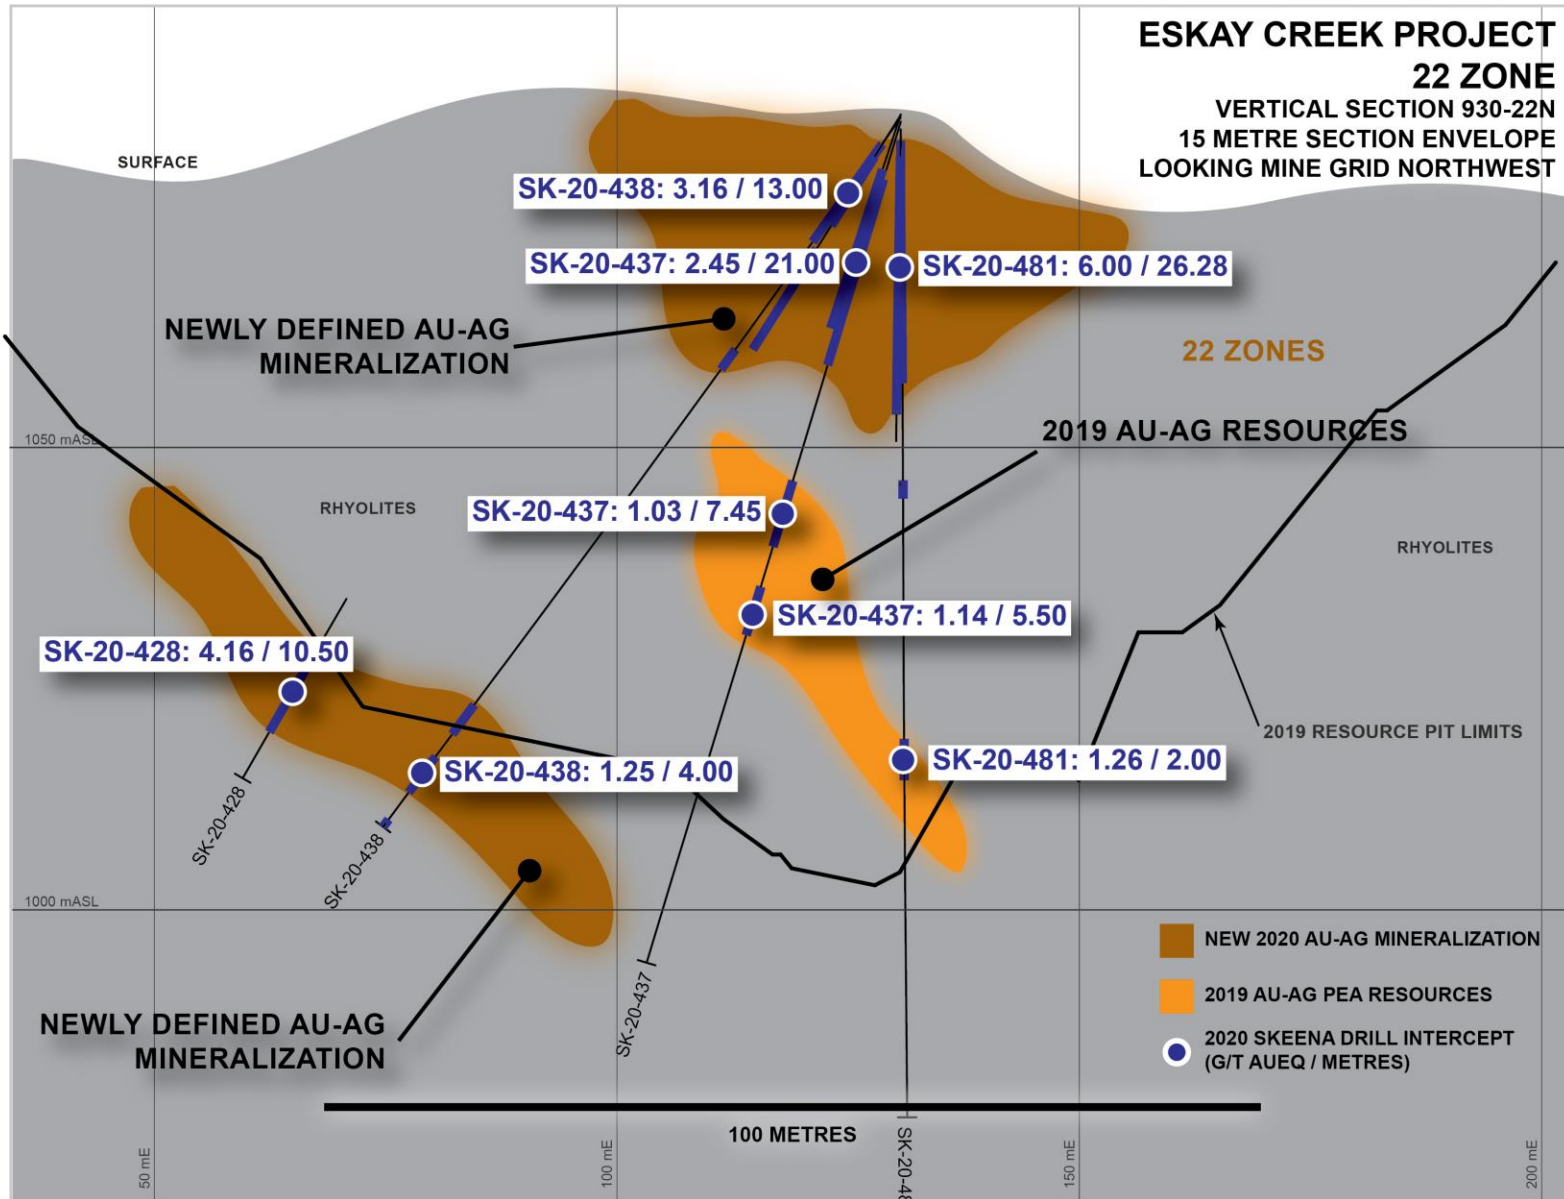 ESKAY CREEK PROJECT
22 ZONE
VERTICAL SECTION 930-22N
15 METRE SECTION ENVELOPE
LOOKING MINE GRID NORTHWEST
SURFACE
SK-20-438: 3.16 / 13.00
SK-20-437: 2.45 / 21.00
SK-20-481: 6.00 / 26.28
NEWLY DEFINED AU-AG
MINERALIZATION
22 ZONES
2019 AU-AG RESOURCES
1050 mASL
RHYOLITES
SK-20-437: 1.03 / 7.45
RHYOLITES
SK-20-437: 1.14 / 5.50
SK-20-428: 4.16 / 10.50
2019 RESOURCE PIT LIMITS
SK-20-438: 1.25 / 4.00
SK-20-481: 1.26 / 2.00
SK-20-428
SK-20-438
1000 mASL
SK-20-437
NEW 2020 AU-AG MINERALIZATION
2019 AU-AG PEA RESOURCES
2020 SKEENA DRILL INTERCEPT
(G/T AUEQ / METRES)
NEWLY DEFINED AU-AG
MINERALIZATION
100 METRES
50 mE
100 mE
SK-20-48
150 mE
200 mE